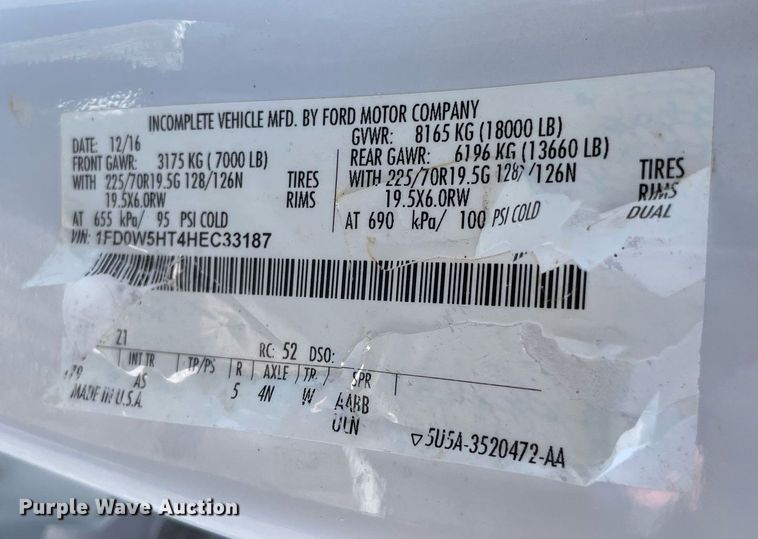 INCOMPLETE VEHICLE MFD. BY FORD MOTOR COMPANY
DATE: 12/16 GVWR: 8165 KG (18000 LB)
FRONT GAWR: 3175 KG ( 7000 LB) REAR GAWR: 6196 KG (13660 LB)
WITH 225/70R19.5G 128/126N TIRES WITH 225/70R19.5G 128/126N TIRES
19.5X6.0RW RIMS 19.5X6.0RW RIMS
AT 655 kPa/ 95 PSI COLD AT 690 kPa/ 100 PSI COLD DUAL
VIN: 1FD0W5HT4HEC33187
21 RC: 52 DSO:
INT TR TP/PS R AXLE TR SPR
AS 5 4N W AARB
MADE IN U.S.A. ULN
5U5A-3520472-AA
Purple Wave Auction